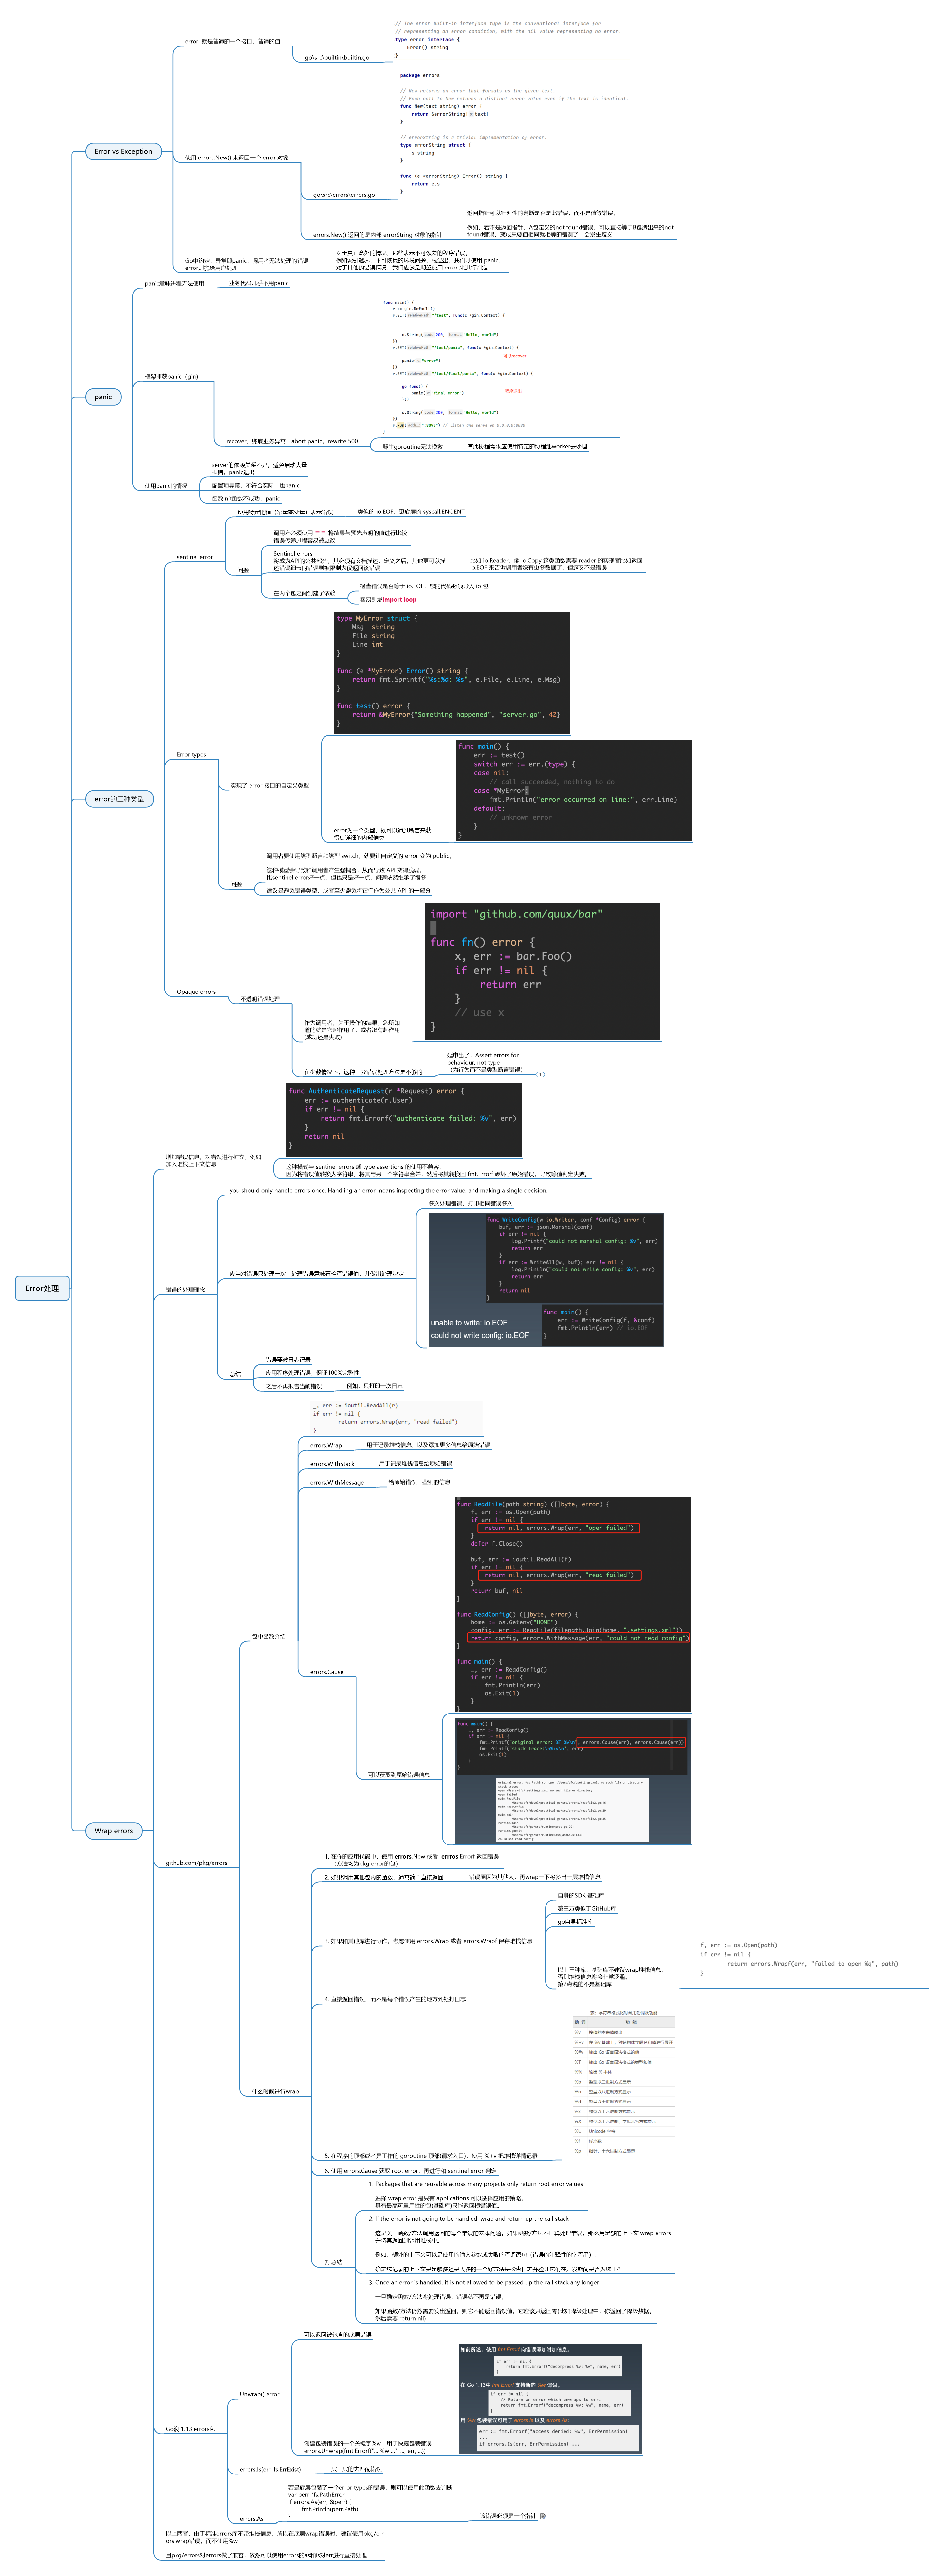 Error处理
Error vs Exception
error 就是普通的一个接口，普通的值
go\src\builtin\builtin.go
// The error built-in interface type is the conventional interface for
// representing an error condition, with the nil value representing no error.
type error interface {
Error() string
}
使用 errors.New() 来返回一个 error 对象
go\src\errors\errors.go
package errors
// New returns an error that formats as the given text.
// Each call to New returns a distinct error value even if the text is identical.
func New(text string) error {
return &errorString{ text}
}
// errorString is a trivial implementation of error.
type errorString struct {
s string
}
func (e *errorString) Error() string {
return e.s
}
errors.New() 返回的是内部 errorString 对象的指针
返回指针可以针对性的判断是否是此错误，而不是值等错误。
例如，若不是返回指针，A包定义的not found错误，可以直接等于B包造出来的not
found错误，变成只要值相同就相等的错误了，会发生歧义
Go中约定，异常即panic，调用者无法处理的错误
error则抛给用户处理
对于真正意外的情况，那些表示不可恢复的程序错误，
例如索引越界、不可恢复的环境问题、栈溢出，我们才使用 panic。
对于其他的错误情况，我们应该是期望使用 error 来进行判定
panic
panic意味进程无法使用
业务代码几乎不用panic
框架捕获panic（gin）
recover，兜底业务异常，abort panic，rewrite 500
func main() {
r := gin.Default()
r.GET( relativePath: "/test", func(c *gin.Context) {
c.String( code: 200, format: "Hello, world")
})
r.GET( relativePath: "/test/panic", func(c *gin.Context) {
panic( v: "error")
可以recover
})
r.GET( relativePath: "/test/final/panic", func(c *gin.Context) {
go func() {
panic( v: "final error")
程序退出
}()
c.String( code: 200, format: "Hello, world")
})
r.Run( addr...: ":8090") // listen and serve on 0.0.0.0:8080
}
野生goroutine无法挽救
有此协程需求应使用特定的协程池worker去处理
使用panic的情况
server的依赖关系不足，避免启动大量
报错，panic退出
配置项异常，不符合实际，也panic
函数init函数不成功，panic
error的三种类型
sentinel error
使用特定的值（常量或变量）表示错误
类似的 io.EOF，更底层的 syscall.ENOENT
问题
调用方必须使用 == 将结果与预先声明的值进行比较
错误传递过程容易被更改
Sentinel errors
将成为API的公共部分，其必须有文档描述，定义之后，其他更可以描
述错误细节的错误则被限制为仅返回该错误
比如 io.Reader，像 io.Copy 这类函数需要 reader 的实现者比如返回
io.EOF 来告诉调用者没有更多数据了，但这又不是错误
在两个包之间创建了依赖
检查错误是否等于 io.EOF，您的代码必须导入 io 包
容易引发import loop
Error types
实现了 error 接口的自定义类型
type MyError struct {
Msg string
File string
Line int
}
func (e *MyError) Error() string {
return fmt.Sprintf("%s:%d: %s", e.File, e.Line, e.Msg)
}
func test() error {
return &MyError{"Something happened", "server.go", 42}
}
error为一个类型，既可以通过断言来获
得更详细的内部信息
func main() {
err := test()
switch err := err.(type) {
case nil:
// call succeeded, nothing to do
case *MyError:
fmt.Println("error occurred on line:", err.Line)
default:
// unknown error
}
}
问题
调用者要使用类型断言和类型 switch，就要让自定义的 error 变为 public。
这种模型会导致和调用者产生强耦合，从而导致 API 变得脆弱。
比sentinel error好一点，但也只是好一点，问题依然继承了很多
建议是避免错误类型，或者至少避免将它们作为公共 API 的一部分
Opaque errors
不透明错误处理
作为调用者，关于操作的结果，您所知
道的就是它起作用了，或者没有起作用
(成功还是失败)
import "github.com/quux/bar"
func fn() error {
x, err := bar.Foo()
if err != nil {
return err
}
// use x
}
在少数情况下，这种二分错误处理方法是不够的
延申出了，Assert errors for
behaviour, not type
（为行为而不是类型断言错误）
1
Wrap errors
增加错误信息，对错误进行扩充，例如
加入堆栈上下文信息
func AuthenticateRequest(r *Request) error {
err := authenticate(r.User)
if err != nil {
return fmt.Errorf("authenticate failed: %v", err)
}
return nil
}
这种模式与 sentinel errors 或 type assertions 的使用不兼容，
因为将错误值转换为字符串，将其与另一个字符串合并，然后将其转换回 fmt.Errorf 破坏了原始错误，导致等值判定失败。
错误的处理理念
you should only handle errors once. Handling an error means inspecting the error value, and making a single decision.
应当对错误只处理一次，处理错误意味着检查错误值，并做出处理决定
多次处理错误，打印相同错误多次
func WriteConfig(w io.Writer, conf *Config) error {
buf, err := json.Marshal(conf)
if err != nil {
log.Printf("could not marshal config: %v", err)
return err
}
if err := WriteAll(w, buf); err != nil {
log.Println("could not write config: %v", err)
return err
}
return nil
}
func main() {
err := WriteConfig(f, &conf)
fmt.Println(err) // io.EOF
}
unable to write: io.EOF
could not write config: io.EOF
总结
错误要被日志记录
应用程序处理错误，保证100%完整性
之后不再报告当前错误
例如，只打印一次日志
github.com/pkg/errors
包中函数介绍
_, err := ioutil.ReadAll(r)
if err != nil {
return errors.Wrap(err, "read failed")
}
errors.Wrap
用于记录堆栈信息，以及添加更多信息给原始错误
errors.WithStack
用于记录堆栈信息给原始错误
errors.WithMessage
给原始错误一些别的信息
errors.Cause
可以获取到原始错误信息
func ReadFile(path string) ([]byte, error) {
f, err := os.Open(path)
if err != nil {
return nil, errors.Wrap(err, "open failed")
}
defer f.Close()
buf, err := ioutil.ReadAll(f)
if err != nil {
return nil, errors.Wrap(err, "read failed")
}
return buf, nil
}
func ReadConfig() ([]byte, error) {
home := os.Getenv("HOME")
config, err := ReadFile(filepath.Join(home, ".settings.xml"))
return config, errors.WithMessage(err, "could not read config")
}
func main() {
_, err := ReadConfig()
if err != nil {
fmt.Println(err)
os.Exit(1)
}
}
func main() {
_, err := ReadConfig()
if err != nil {
fmt.Printf("original error: %T %v\n", errors.Cause(err), errors.Cause(err))
fmt.Printf("stack trace:\n%+v\n", err)
os.Exit(1)
}
}
什么时候进行wrap
1. 在你的应用代码中，使用 errors.New 或者 errros.Errorf 返回错误
（方法均为pkg error的包）
2. 如果调用其他包内的函数，通常简单直接返回
错误原因为其他人，再wrap一下将多出一层堆栈信息
3. 如果和其他库进行协作，考虑使用 errors.Wrap 或者 errors.Wrapf 保存堆栈信息
自身的SDK 基础库
第三方类似于GitHub库
go自身标准库
以上三种库，基础库不建议wrap堆栈信息，
否则堆栈信息将会非常泛滥。
第2点说的不是基础库
f, err := os.Open(path)
if err != nil {
return errors.Wrapf(err, "failed to open %q", path)
}
4. 直接返回错误，而不是每个错误产生的地方到处打日志
5. 在程序的顶部或者是工作的 goroutine 顶部(请求入口)，使用 %+v 把堆栈详情记录
表：字符串格式化时常用动词及功能
动 词 功 能
%v 按值的本来值输出
%+v 在 %v 基础上，对结构体字段名和值进行展开
%#v 输出 Go 语言语法格式的值
%T 输出 Go 语言语法格式的类型和值
%% 输出 % 本体
%b 整型以二进制方式显示
%o 整型以八进制方式显示
%d 整型以十进制方式显示
%x 整型以十六进制方式显示
%X 整型以十六进制、字母大写方式显示
%U Unicode 字符
%f 浮点数
%p 指针，十六进制方式显示
6. 使用 errors.Cause 获取 root error，再进行和 sentinel error 判定
7. 总结
1. Packages that are reusable across many projects only return root error values
选择 wrap error 是只有 applications 可以选择应用的策略。
具有最高可重用性的包(基础库)只能返回根错误值。
2. If the error is not going to be handled, wrap and return up the call stack
这是关于函数/方法调用返回的每个错误的基本问题。如果函数/方法不打算处理错误，那么用足够的上下文 wrap errors
并将其返回到调用堆栈中。
例如，额外的上下文可以是使用的输入参数或失败的查询语句（错误的注释性的字符串）。
确定您记录的上下文是足够多还是太多的一个好方法是检查日志并验证它们在开发期间是否为您工作
3. Once an error is handled, it is not allowed to be passed up the call stack any longer
一旦确定函数/方法将处理错误，错误就不再是错误。
如果函数/方法仍然需要发出返回，则它不能返回错误值。它应该只返回零(比如降级处理中，你返回了降级数据，
然后需要 return nil)
Go浪 1.13 errors包
Unwrap() error
可以返回被包含的底层错误
创建包装错误的一个关键字%w，用于快捷包装错误
errors.Unwrap(fmt.Errorf("... %w ...", ..., err, ...))
如前所述，使用 fmt.Errorf 向错误添加附加信息。
if err != nil {
return fmt.Errorf("decompress %v: %v", name, err)
}
在 Go 1.13中 fmt.Errorf 支持新的 %w 谓词。
if err != nil {
// Return an error which unwraps to err.
return fmt.Errorf("decompress %v: %w", name, err)
}
用 %w 包装错误可用于 errors.Is 以及 errors.As
err := fmt.Errorf("access denied: %w", ErrPermission)
...
if errors.Is(err, ErrPermission) ...
errors.Is(err, fs.ErrExist)
一层一层的去匹配错误
errors.As
若是底层包装了一个error types的错误，则可以使用此函数去判断
var perr *fs.PathError
if errors.As(err, &perr) {
fmt.Println(perr.Path)
}
该错误必须是一个指针
以上两者，由于标准errors库不带堆栈信息，所以在底层wrap错误时，建议使用pkg/err
ors wrap错误，而不使用%w
且pkg/errors对errors做了兼容，依然可以使用errors的as和is对err进行直接处理